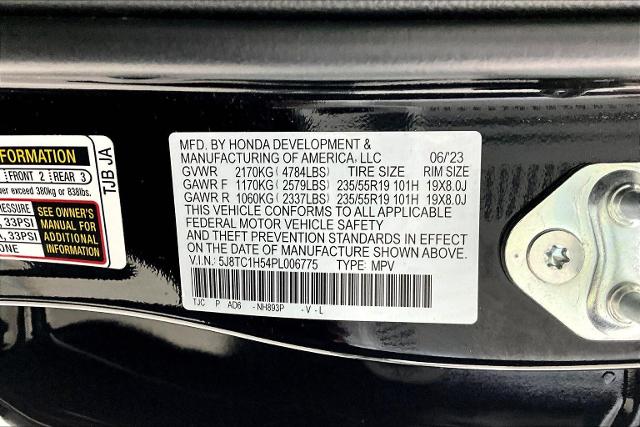 FORMATION
FRONT 2 REAR 3
wer exceed 380kg or 838lbs.
PRESSURE
, 33PSI
A, 33PSI
ONE
SEE OWNER'S
MANUAL FOR
ADDITIONAL
INFORMATION
TJB JA
MFD. BY HONDA DEVELOPMENT &
MANUFACTURING OF AMERICA, LLC 06/23
GVWR 2170KG ( 4784LBS) TIRE SIZE RIM SIZE
GAWR F 1170KG ( 2579LBS) 235/55R19 101H 19X8.0J
GAWR R 1060KG ( 2337LBS) 235/55R19 101H 19X8.0J
THIS VEHICLE CONFORMS TO ALL APPLICABLE
FEDERAL MOTOR VEHICLE SAFETY
AND THEFT PREVENTION STANDARDS IN EFFECT
ON THE DATE OF MANUFACTURE SHOWN ABOVE.
V.I.N.: 5J8TC1H54PL006775 TYPE: MPV
TJC P AD6 -NH893P -V-L